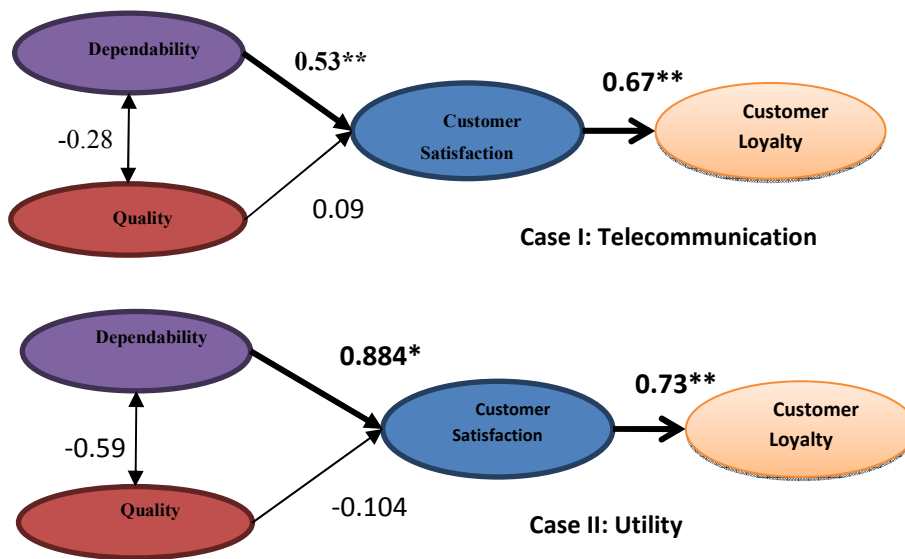 Dependability
0.53**
0.67**
-0.28
Customer
Satisfaction
Customer
Loyalty
Quality
0.09
Case I: Telecommunication
Dependability
0.884*
0.73**
-0.59
Customer
Satisfaction
Customer
Loyalty
Quality
-0.104
Case II: Utility